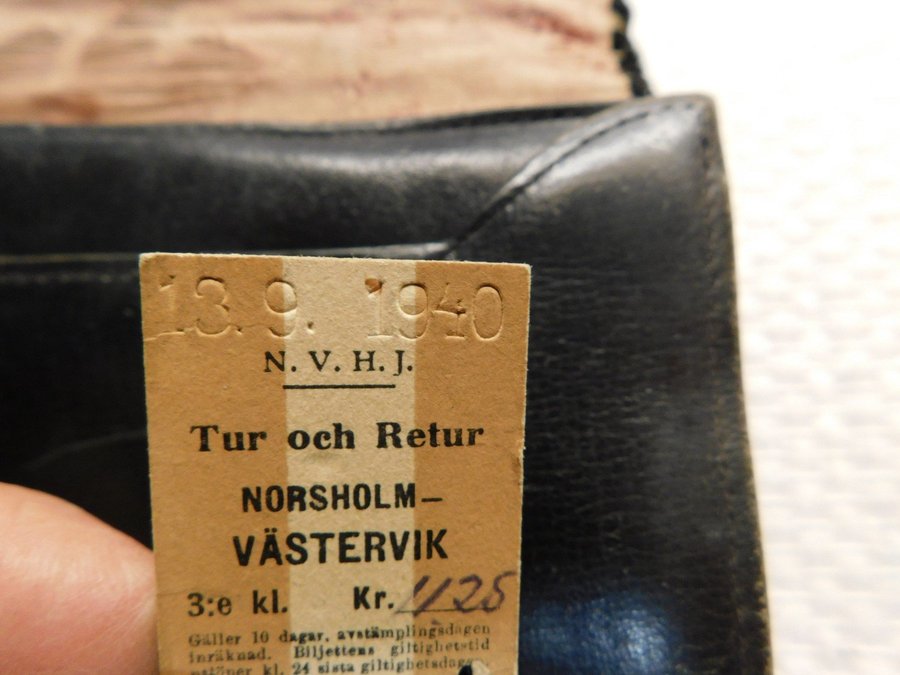 13.9. 1940
N. V. H. J.
Tur och Retur
NORSHOLM–
VÄSTERVIK
3:e kl. Kr. 1125
Gäller 10 dagar, avstämplingsdagen
inräknad. Biljettens giltighetstid
utlöper kl. 24 sista giltighetsdagen